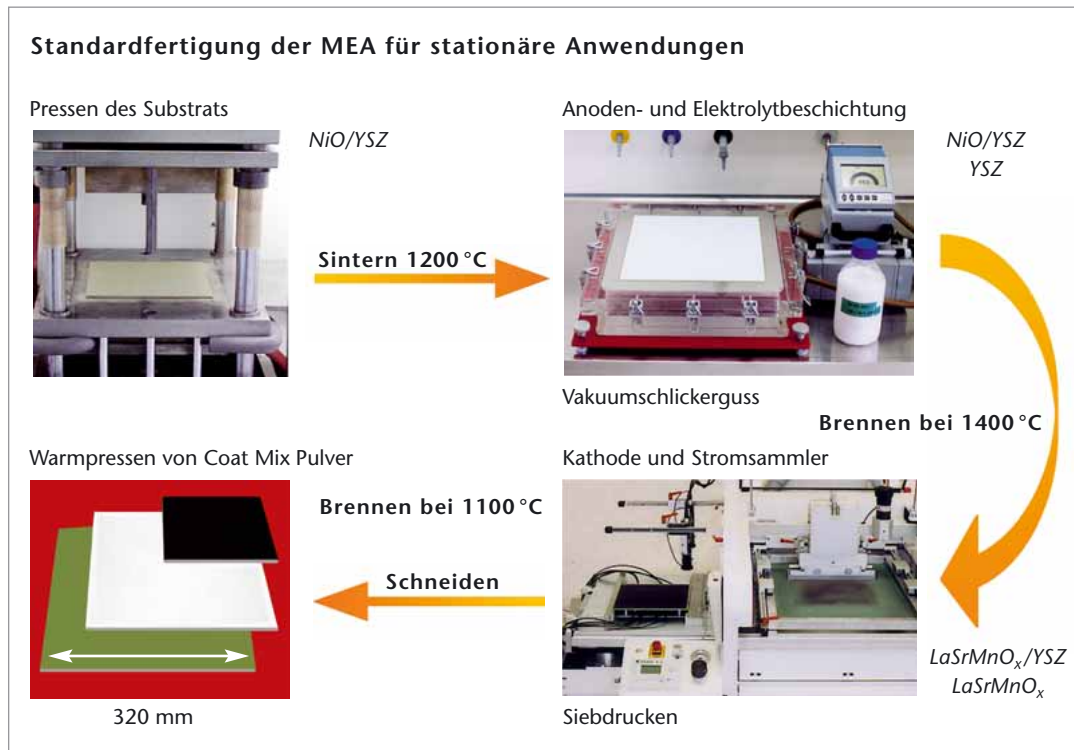 Standardfertigung der MEA für stationäre Anwendungen
Pressen des Substrats
NiO/YSZ
Sintern 1200 °C
Anoden- und Elektrolytbeschichtung
NiO/YSZ
YSZ
Vakuumschlickerguss
Brennen bei 1400 °C
Kathode und Stromsammler
LaSrMnOₓ/YSZ
LaSrMnOₓ
Siebdrucken
Brennen bei 1100 °C
Schneiden
Warmpressen von Coat Mix Pulver
320 mm